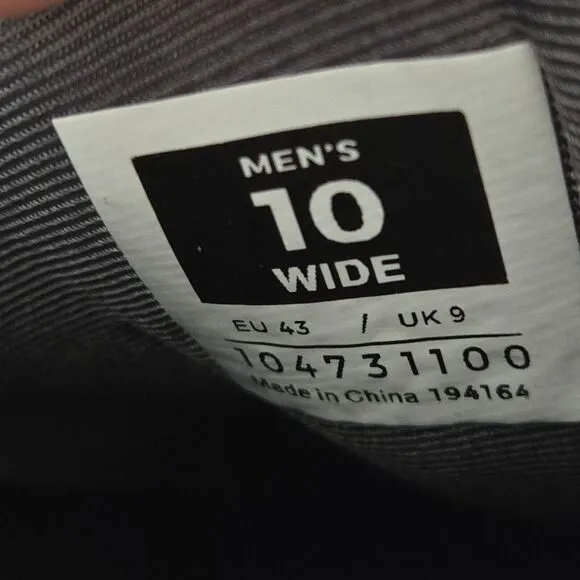 MEN'S
10
WIDE
EU 43 / UK 9
104731100
Made in China 194164